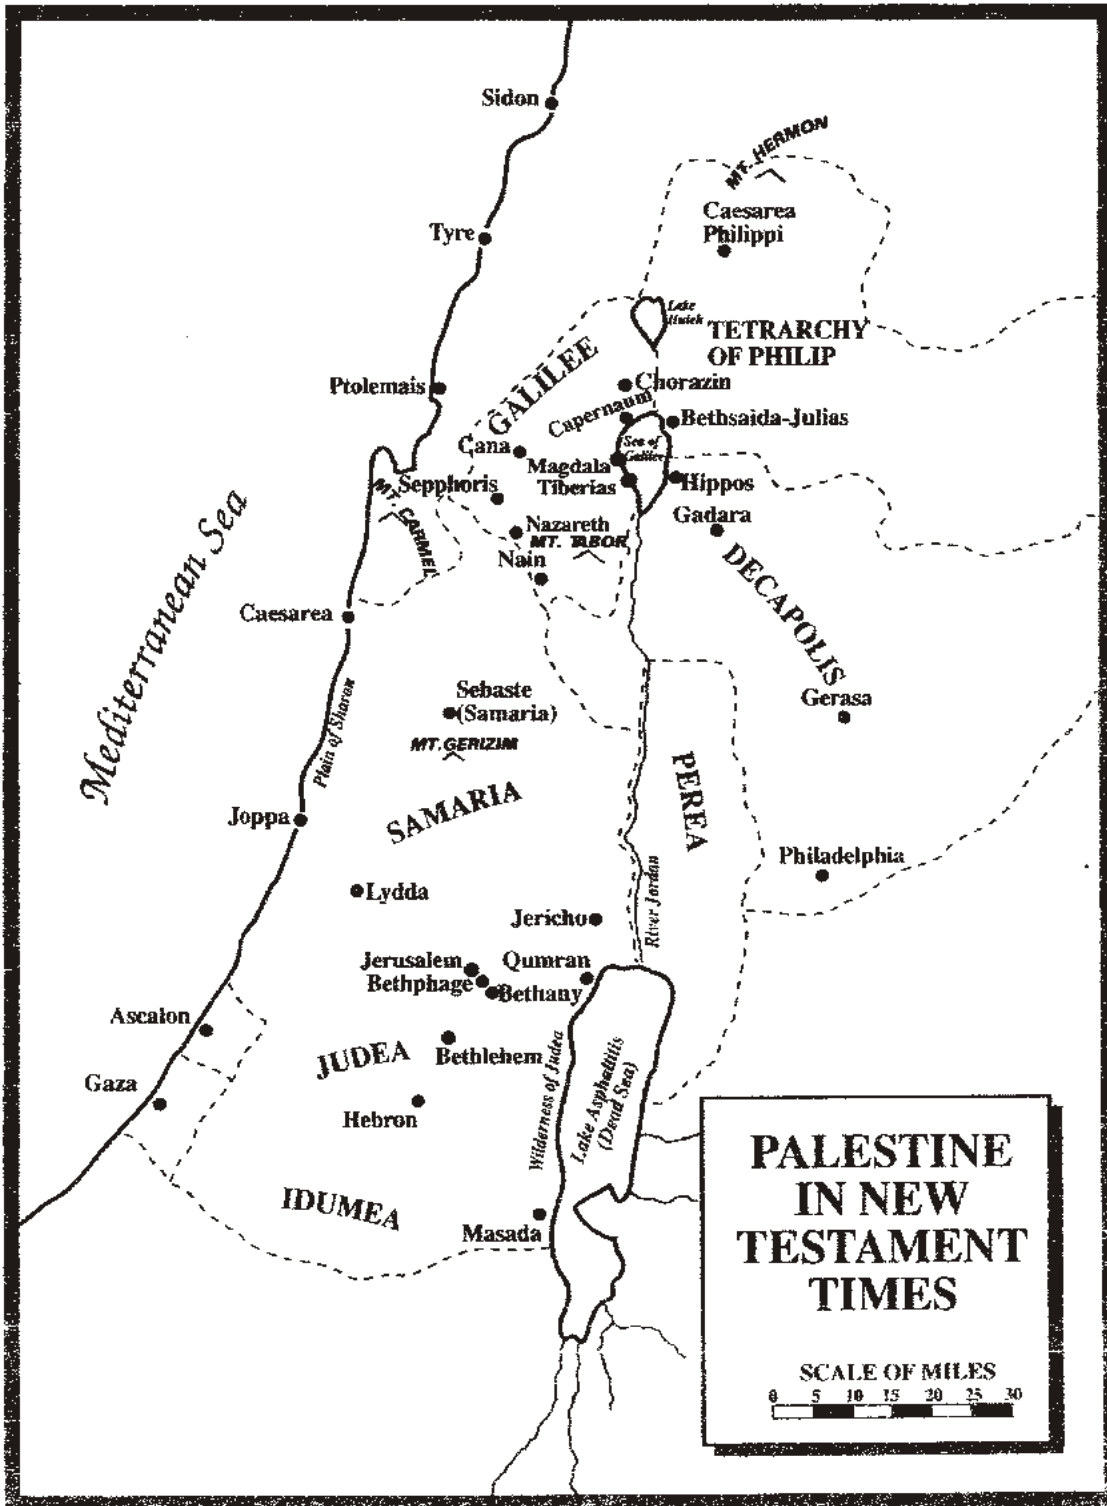 Sidon
MT. HERMON
Caesarea
Philippi
Tyre
Lake
TETRARCHY
OF PHILIP
GALILEE
Ptolemais
Chorazin
Capernaum
Bethsaida-Julias
Cana
Sea of
Galilee
Magdala
Tiberias
Sepphoris
Hippos
MT. CARMEL
Gadara
Nazareth
MT. TABOR
Nain
DECAPOLIS
Mediterranean Sea
Caesarea
Sebaste
(Samaria)
Gerasa
MT. GERIZIM
Plain of Sharon
PEREA
SAMARIA
Joppa
Philadelphia
Lydda
River Jordan
Jericho
Jerusalem
Qumran
Bethphage
Bethany
Ascalon
JUDEA
Bethlehem
Wilderness of Judea
Lake Asphaltitis
(Dead Sea)
Gaza
Hebron
IDUMEA
Masada
PALESTINE
IN NEW
TESTAMENT
TIMES
SCALE OF MILES
0 5 10 15 20 25 30